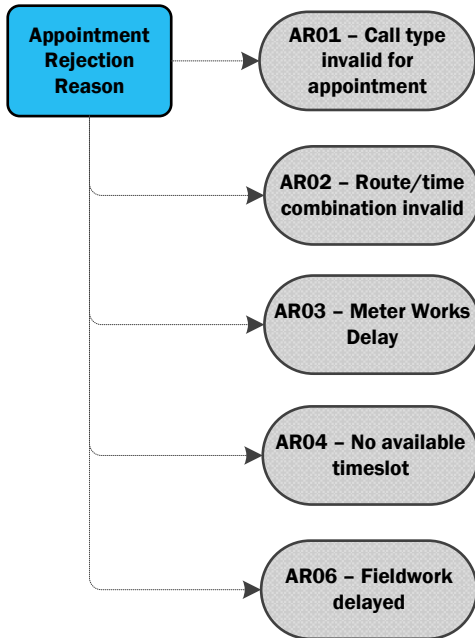 Appointment
Rejection
Reason
AR01 – Call type
invalid for
appointment
AR02 – Route/time
combination invalid
AR03 – Meter Works
Delay
AR04 – No available
timeslot
AR06 – Fieldwork
delayed